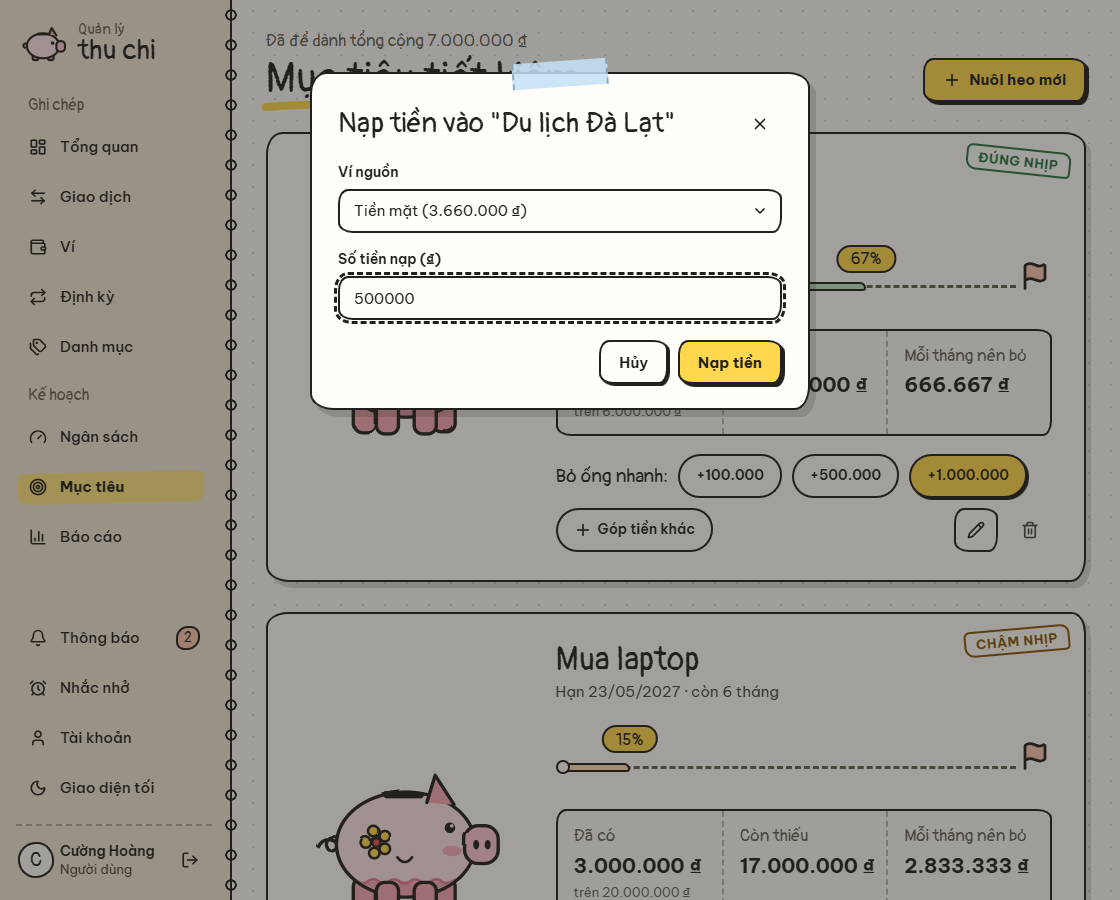 Quản lý
thu chi
Ghi chép
Tổng quan
Giao dịch
Ví
Định kỳ
Danh mục
Kế hoạch
Ngân sách
Mục tiêu
Báo cáo
Thông báo
2
Nhắc nhở
Tài khoản
Giao diện tối
C
Cường Hoàng
Người dùng
Đã để dành tổng cộng 7.000.000 ₫
Mục tiêu tiết kiệm
Nuôi heo mới
Nạp tiền vào "Du lịch Đà Lạt"
Ví nguồn
Tiền mặt (3.660.000 ₫)
Số tiền nạp (₫)
500000
Hủy
Nạp tiền
ĐÚNG NHỊP
67%
000 ₫
Mỗi tháng nên bỏ
666.667 ₫
trên 6.000.000 ₫
Bỏ ống nhanh:
+100.000
+500.000
+1.000.000
Góp tiền khác
CHẬM NHỊP
Mua laptop
Hạn 23/05/2027 · còn 6 tháng
15%
Đã có
3.000.000 ₫
trên 20.000.000 ₫
Còn thiếu
17.000.000 ₫
Mỗi tháng nên bỏ
2.833.333 ₫